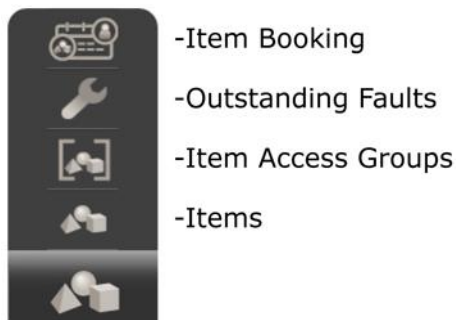 -Item Booking
-Outstanding Faults
-Item Access Groups
-Items